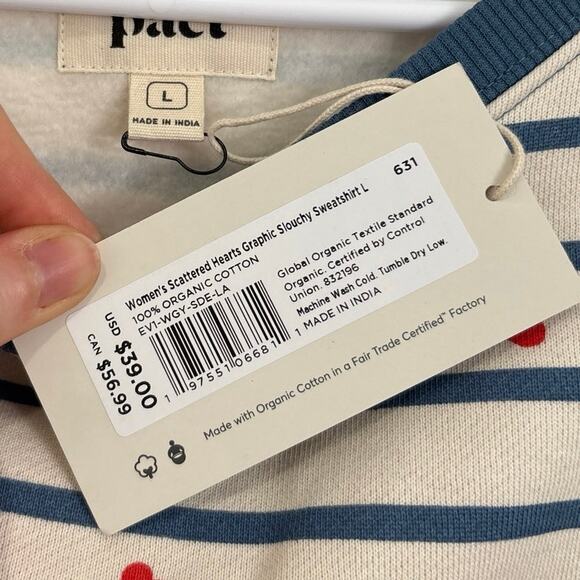 pact
L
MADE IN INDIA
631
Women's Scattered Hearts Graphic Slouchy Sweatshirt L
100% ORGANIC COTTON
EV1-WGY-SDE-LA
1 97551 06681 1
USD $39.00
CAN $56.99
Global Organic Textile Standard
Organic. Certified by Control
Union. 832196
Machine Wash Cold. Tumble Dry Low.
MADE IN INDIA
Made with Organic Cotton in a Fair Trade Certified™ Factory